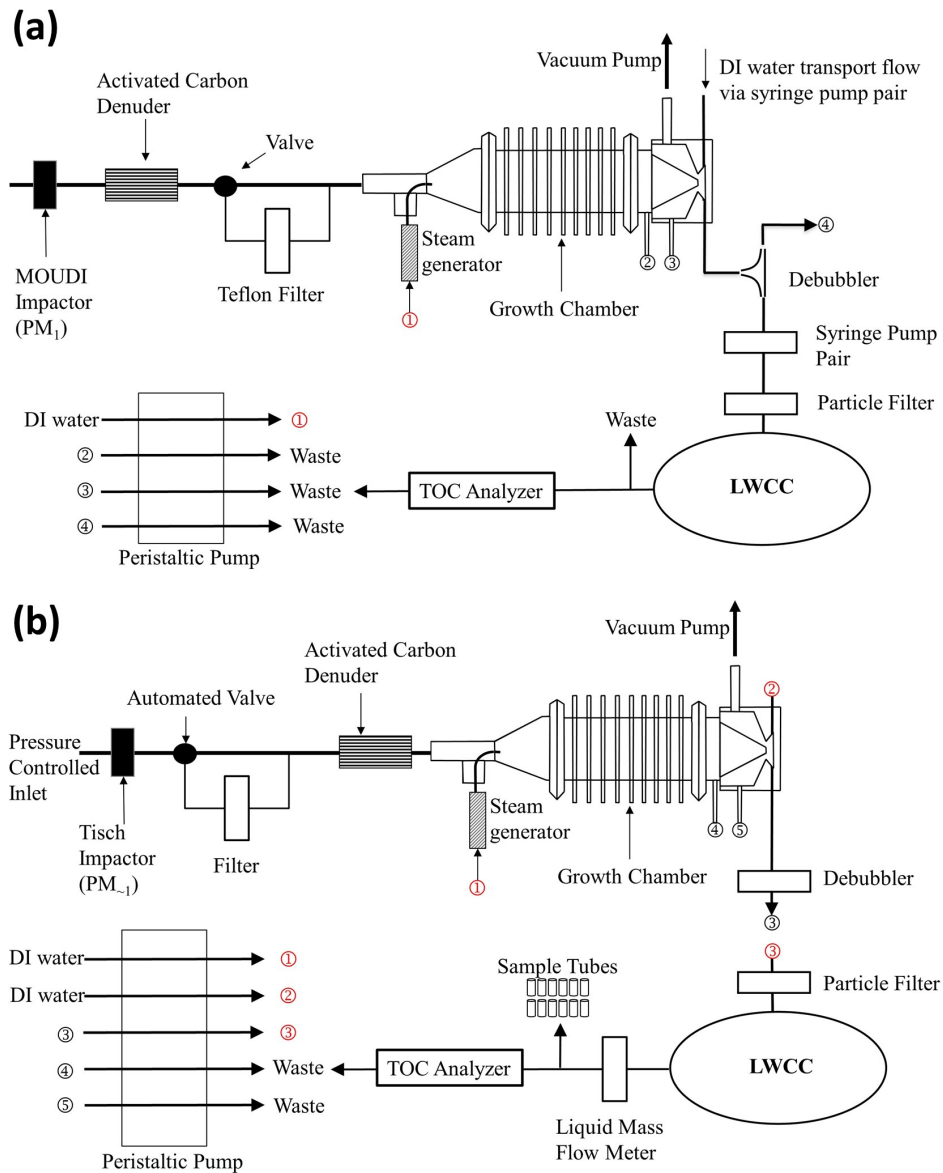 (a)
Activated Carbon
Denuder
Valve
Vacuum Pump
DI water transport flow
via syringe pump pair
MOUDI
Impactor
(PM₁)
Teflon Filter
Steam
generator
①
Growth Chamber
②
③
④
Debubbler
Syringe Pump
Pair
Particle Filter
LWCC
Waste
TOC Analyzer
DI water
①
②
Waste
③
Waste
④
Waste
Peristaltic Pump
(b)
Vacuum Pump
Activated Carbon
Denuder
Automated Valve
Pressure
Controlled
Inlet
Tisch
Impactor
(PM~₁)
Filter
Steam
generator
①
Growth Chamber
②
④
⑤
Debubbler
③
③
Particle Filter
LWCC
Sample Tubes
TOC Analyzer
Liquid Mass
Flow Meter
DI water
①
DI water
②
③
③
④
Waste
⑤
Waste
Peristaltic Pump